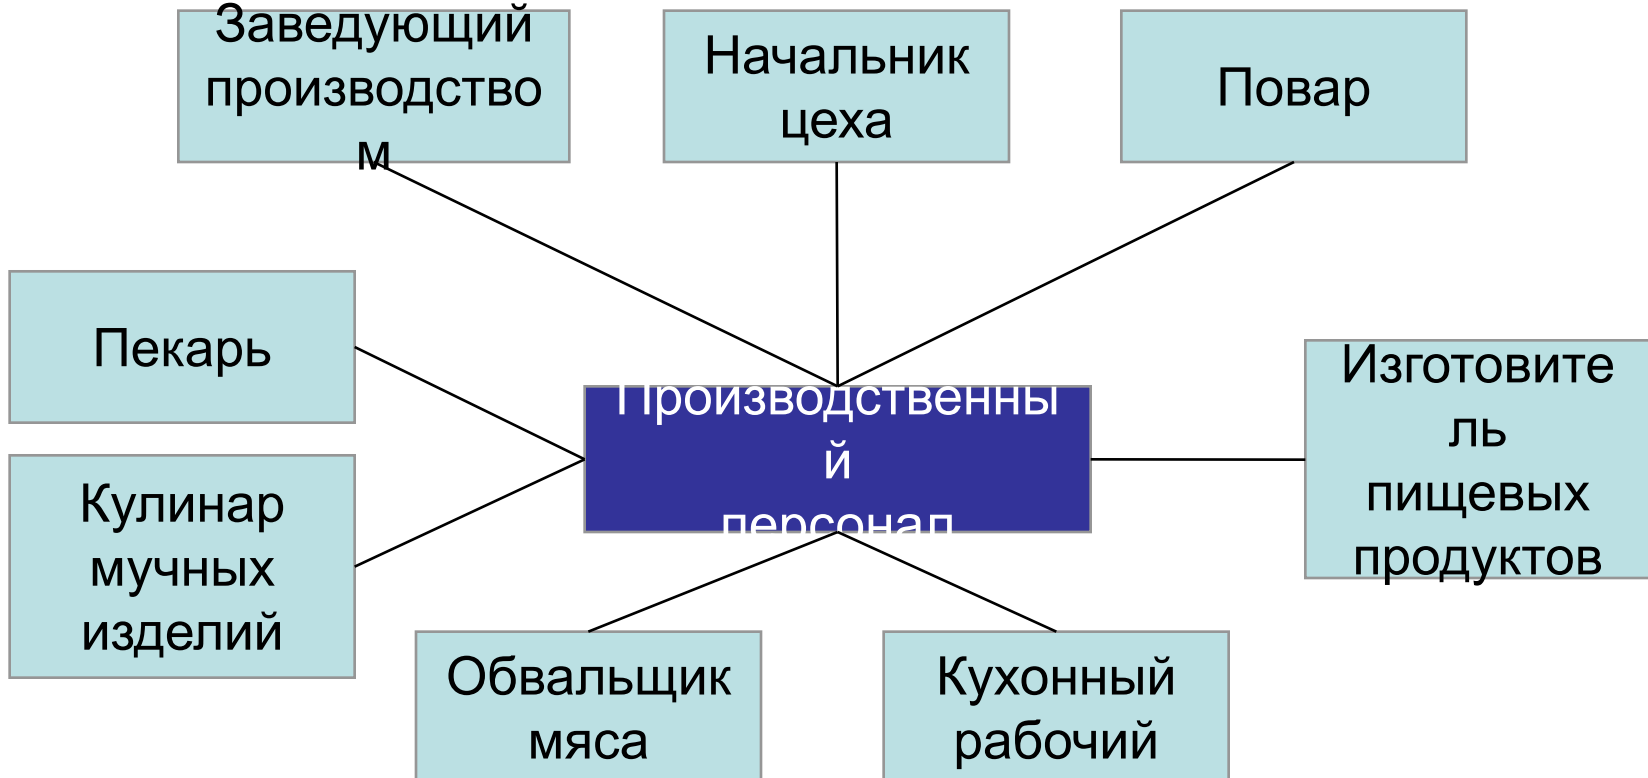 Заведующий
производство
м
Начальник
цеха
Повар
Пекарь
Производственны
й
персонал
Изготовите
ль
пищевых
продуктов
Кулинар
мучных
изделий
Обвальщик
мяса
Кухонный
рабочий